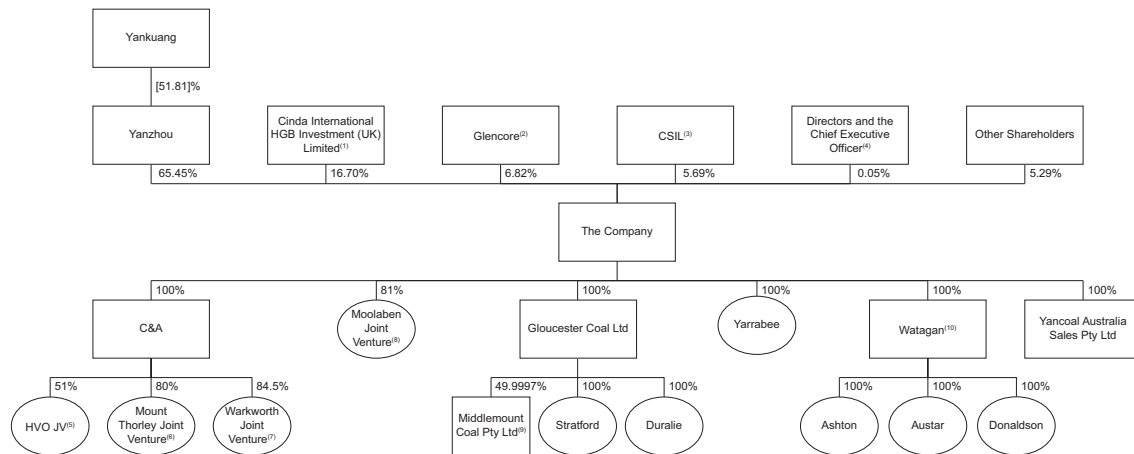 Yankuang
[51.81]%
Yanzhou
Cinda International
HGB Investment (UK)
Limited(1)
Glencore(2)
CSIL(3)
Directors and the
Chief Executive
Officer(4)
Other Shareholders
65.45%
16.70%
6.82%
5.69%
0.05%
5.29%
The Company
100%
81%
100%
100%
100%
100%
C&A
Moolaben
Joint
Venture(8)
Gloucester Coal Ltd
Yarrabee
Watagan(10)
Yancoal Australia
Sales Pty Ltd
51%
80%
84.5%
49.9997%
100%
100%
100%
100%
100%
HVO JV(5)
Mount
Thorley Joint
Venture(6)
Warkworth
Joint
Venture(7)
Middlemount
Coal Pty Ltd(9)
Stratford
Duralie
Ashton
Austar
Donaldson